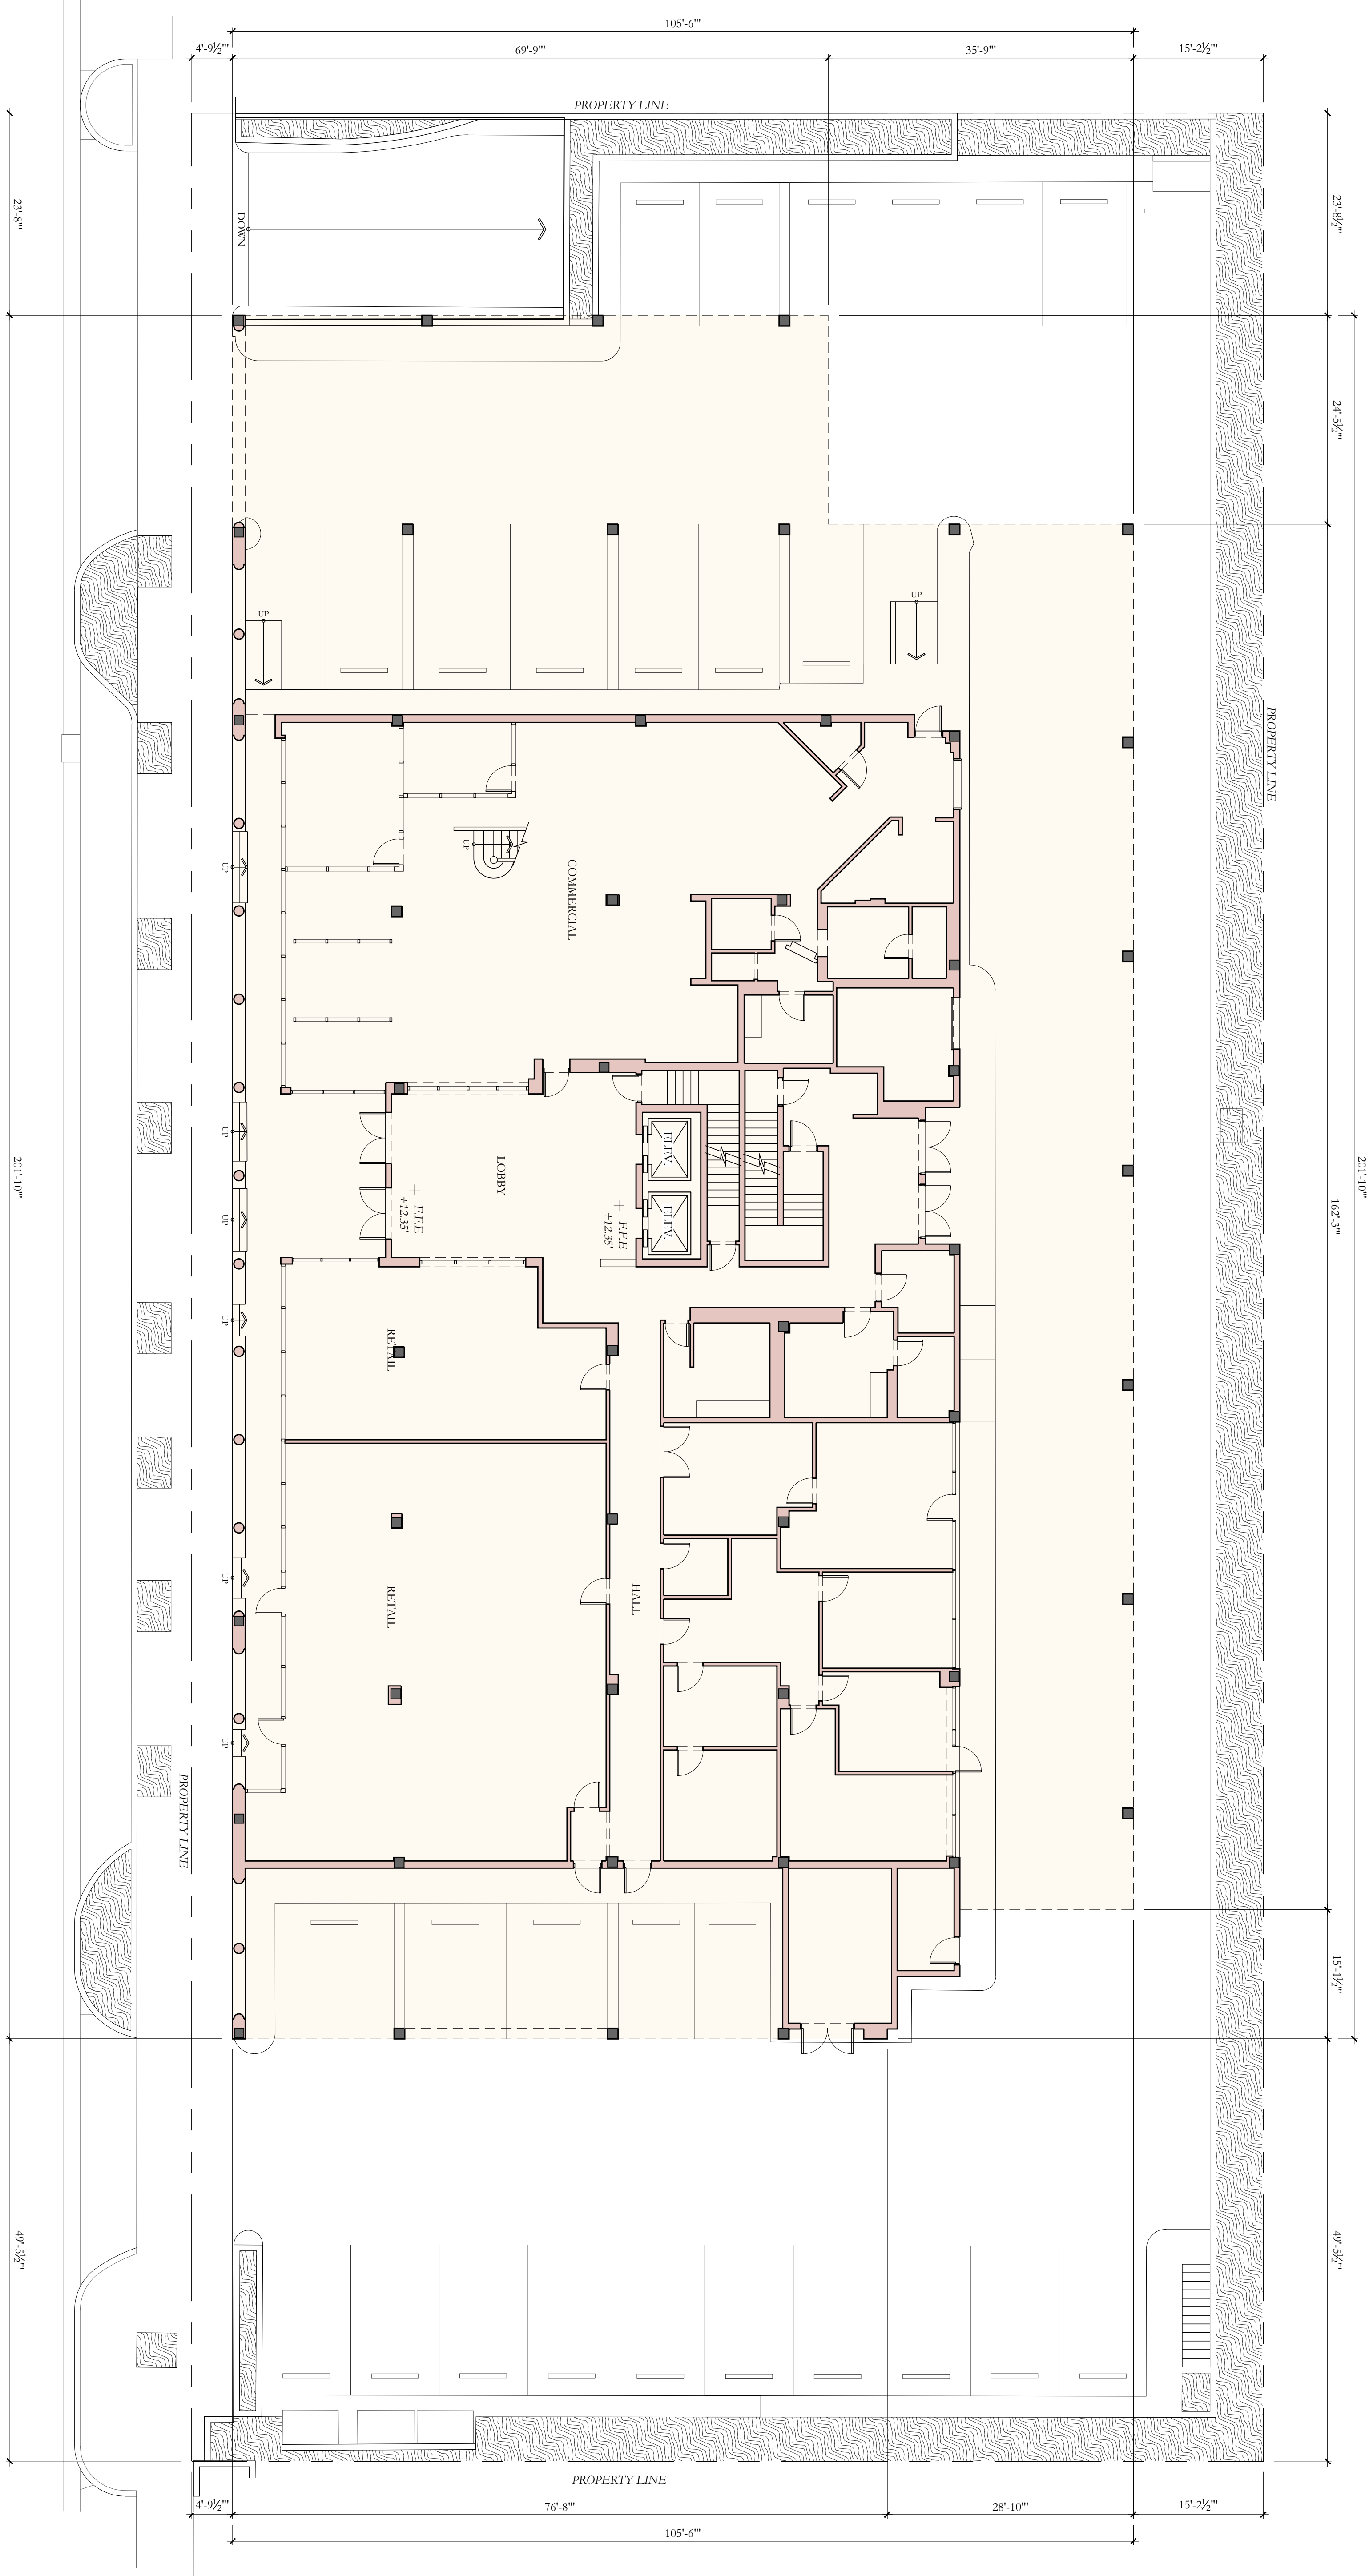 105'-6"'
4'-9½"'
69'-9"'
35'-9"'
15'-2½"'
PROPERTY LINE
23'-8"'
23'-8½"'
DOWN
24'-5½"'
UP
UP
PROPERTY LINE
UP
COMMERCIAL
UP
UP
ELEV.
LOBBY
201'-10"'
201'-10"'
162'-3"'
F.F.E
+12.35'
F.F.E
+12.35'
ELEV.
UP
UP
RETAIL
UP
RETAIL
HALL
UP
PROPERTY LINE
15'-1½"'
49'-5½"'
49'-5½"'
PROPERTY LINE
4'-9½"'
76'-8"'
28'-10"'
15'-2½"'
105'-6"'